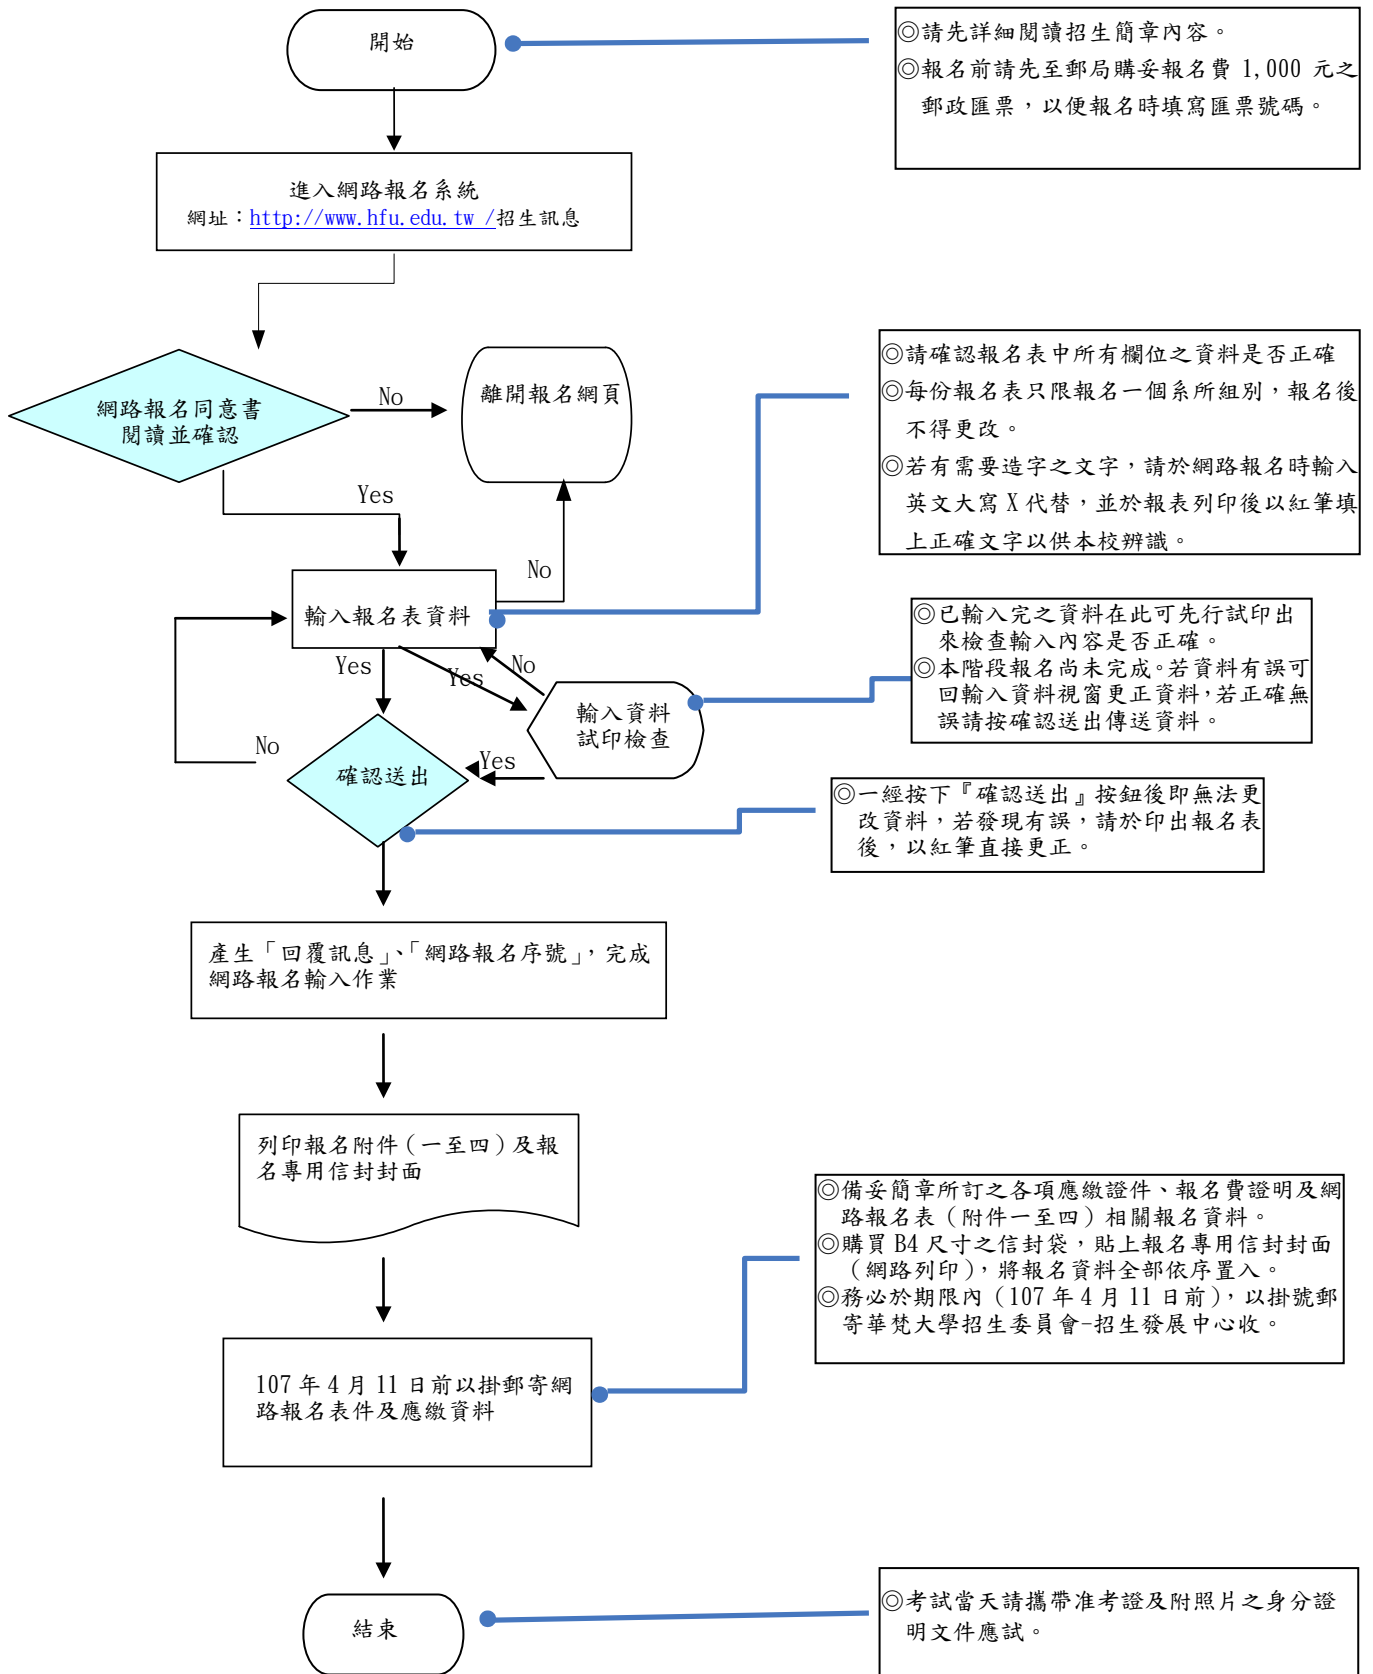 開始
◎請先詳細閱讀招生簡章內容。
◎報名前請先至郵局購妥報名費 1,000 元之
郵政匯票，以便報名時填寫匯票號碼。
進入網路報名系統
網址：http://www.hfu.edu.tw /招生訊息
◎請確認報名表中所有欄位之資料是否正確
◎每份報名表只限報名一個系所組別，報名後
不得更改。
◎若有需要造字之文字，請於網路報名時輸入
英文大寫 X 代替，並於報表列印後以紅筆填
上正確文字以供本校辨識。
網路報名同意書
閱讀並確認
No
離開報名網頁
Yes
No
輸入報名表資料
◎已輸入完之資料在此可先行試印出
來檢查輸入內容是否正確。
◎本階段報名尚未完成。若資料有誤可
回輸入資料視窗更正資料，若正確無
誤請按確認送出傳送資料。
Yes
Yes
No
輸入資料
試印檢查
No
Yes
確認送出
◎一經按下『確認送出』按鈕後即無法更
改資料，若發現有誤，請於印出報名表
後，以紅筆直接更正。
產生「回覆訊息」、「網路報名序號」，完成
網路報名輸入作業
列印報名附件（一至四）及報
名專用信封封面
◎備妥簡章所訂之各項應繳證件、報名費證明及網
路報名表（附件一至四）相關報名資料。
◎購買 B4 尺寸之信封袋，貼上報名專用信封封面
（網路列印），將報名資料全部依序置入。
◎務必於期限內（107 年 4 月 11 日前），以掛號郵
寄華梵大學招生委員會-招生發展中心收。
107 年 4 月 11 日前以掛郵寄網
路報名表件及應繳資料
結束
◎考試當天請攜帶准考證及附照片之身分證
明文件應試。